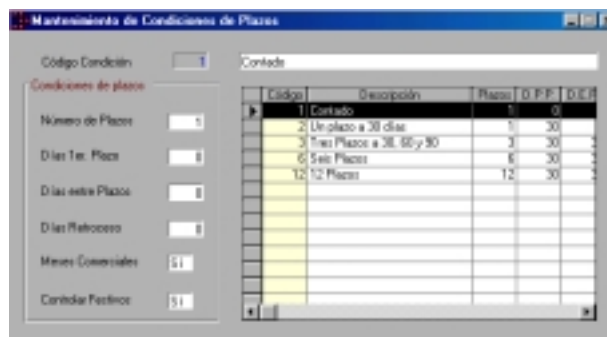 Mantenimiento de Condiciones de Plazos
Código Condición 1 Contado
Condiciones de plazos
Número de Plazos 1
Días 1er. Plazo 0
Días entre Plazos 0
Días Retroceso 0
Meses Comerciales Si
Controlar Festivos Si
Código Descripción Plazos D.P.P. D.E.P
1 Contado 1 0
2 Un plazo a 30 días 1 30
3 Tres Plazos a 30, 60 y 90 3 30 3
6 Seis Plazos 6 30 3
12 12 Plazos 12 30 3